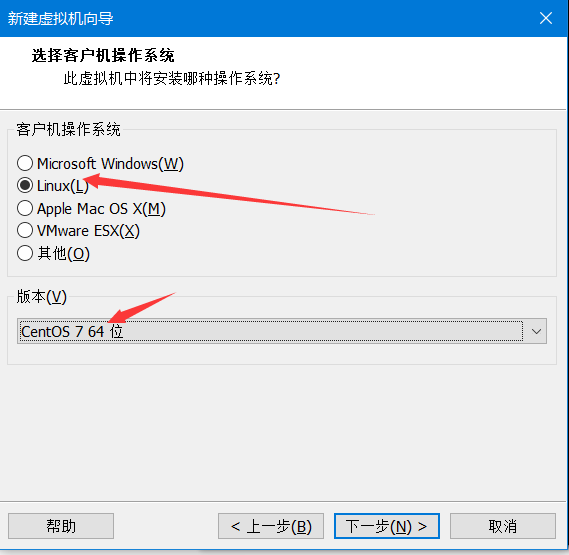 新建虚拟机向导
选择客户机操作系统
此虚拟机中将安装哪种操作系统?
客户机操作系统
Microsoft Windows(W)
Linux(L)
Apple Mac OS X(M)
VMware ESX(X)
其他(O)
版本(V)
CentOS 7 64 位
帮助
< 上一步(B)
下一步(N) >
取消